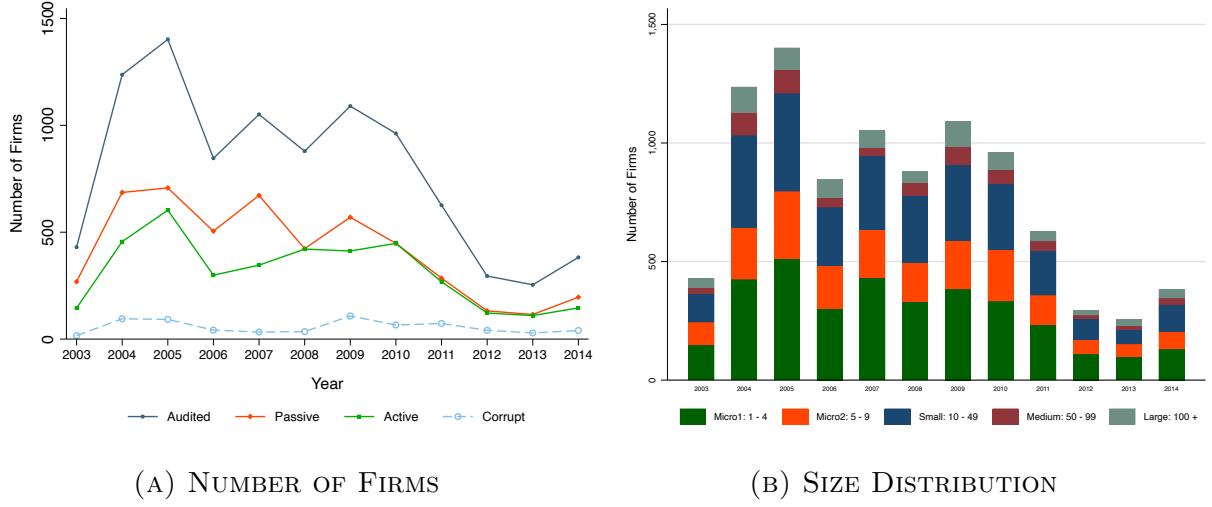 1500
1000
500
0
Number of Firms
2003 2004 2005 2006 2007 2008 2009 2010 2011 2012 2013 2014
Year
Audited Passive Active Corrupt
(A) NUMBER OF FIRMS
1,500
1,000
500
0
Number of Firms
2003 2004 2005 2006 2007 2008 2009 2010 2011 2012 2013 2014
Micro1: 1 - 4 Micro2: 5 - 9 Small: 10 - 49 Medium: 50 - 99 Large: 100 +
(B) SIZE DISTRIBUTION